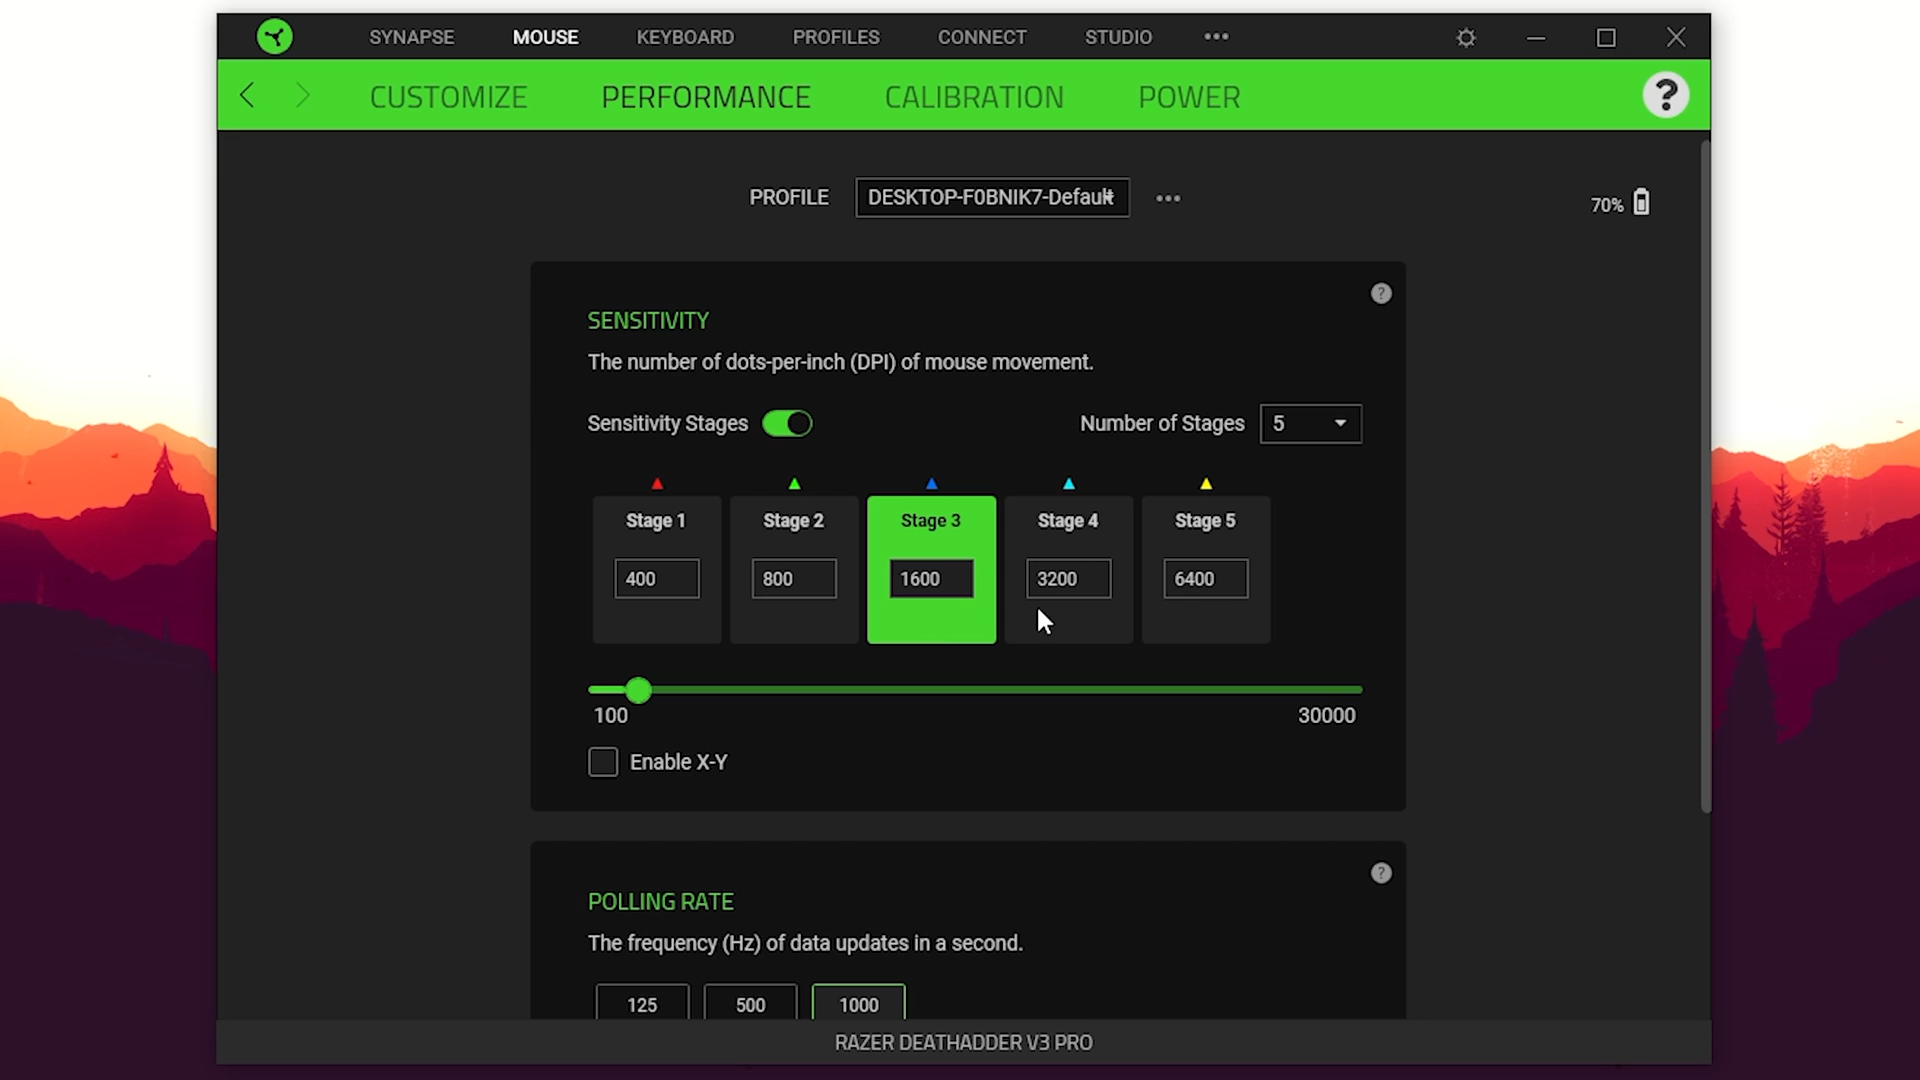 SYNAPSE MOUSE KEYBOARD PROFILES CONNECT STUDIO
CUSTOMIZE PERFORMANCE CALIBRATION POWER ?
PROFILE DESKTOP-F0BNIK7-Default
70%
?
SENSITIVITY
The number of dots-per-inch (DPI) of mouse movement.
Sensitivity Stages Number of Stages 5
Stage 1 Stage 2 Stage 3 Stage 4 Stage 5
400 800 1600 3200 6400
100 30000
Enable X-Y
?
POLLING RATE
The frequency (Hz) of data updates in a second.
125 500 1000
RAZER DEATHADDER V3 PRO